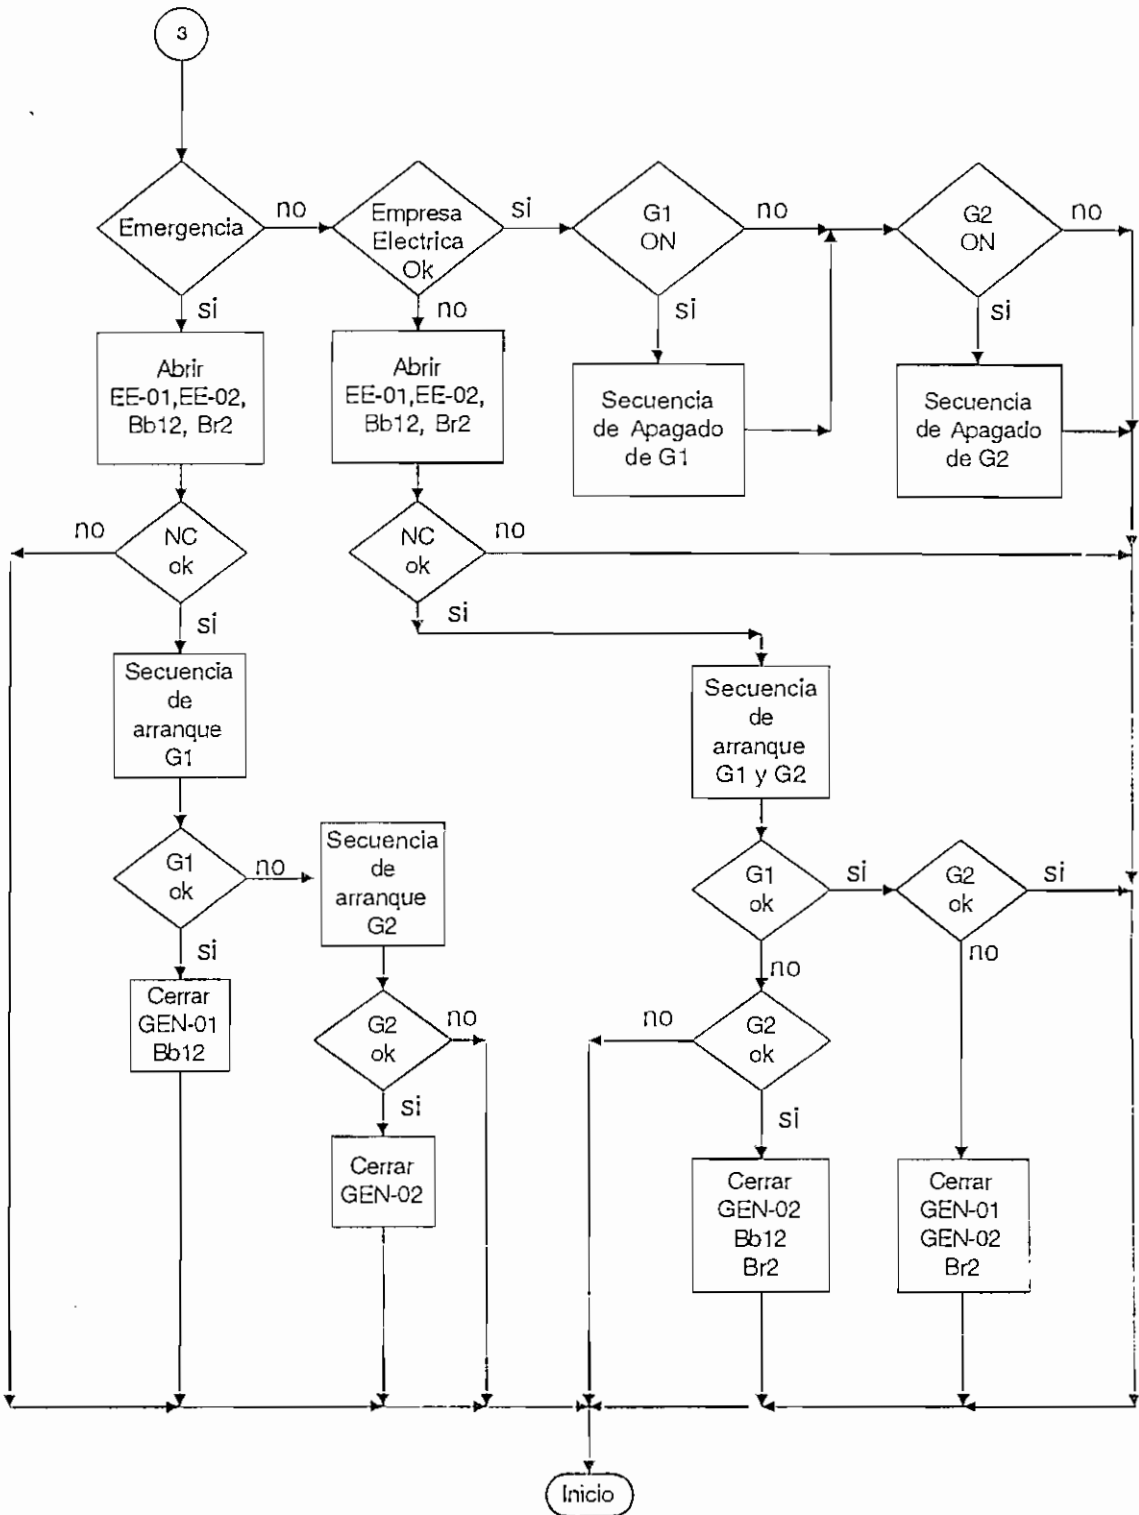 3
Emergencia
no
Empresa
Electrica
Ok
si
G1
ON
no
G2
ON
no
si
no
si
si
Abrir
EE-01,EE-02,
Bb12, Br2
Abrir
EE-01,EE-02,
Bb12, Br2
Secuencia
de Apagado
de G1
Secuencia
de Apagado
de G2
no
NC
ok
NC
ok
no
si
si
Secuencia
de
arranque
G1
Secuencia
de
arranque
G1 y G2
G1
ok
no
Secuencia
de
arranque
G2
G1
ok
si
G2
ok
si
si
no
no
Cerrar
GEN-01
Bb12
G2
ok
no
no
G2
ok
si
si
Cerrar
GEN-02
Cerrar
GEN-02
Bb12
Br2
Cerrar
GEN-01
GEN-02
Br2
Inicio